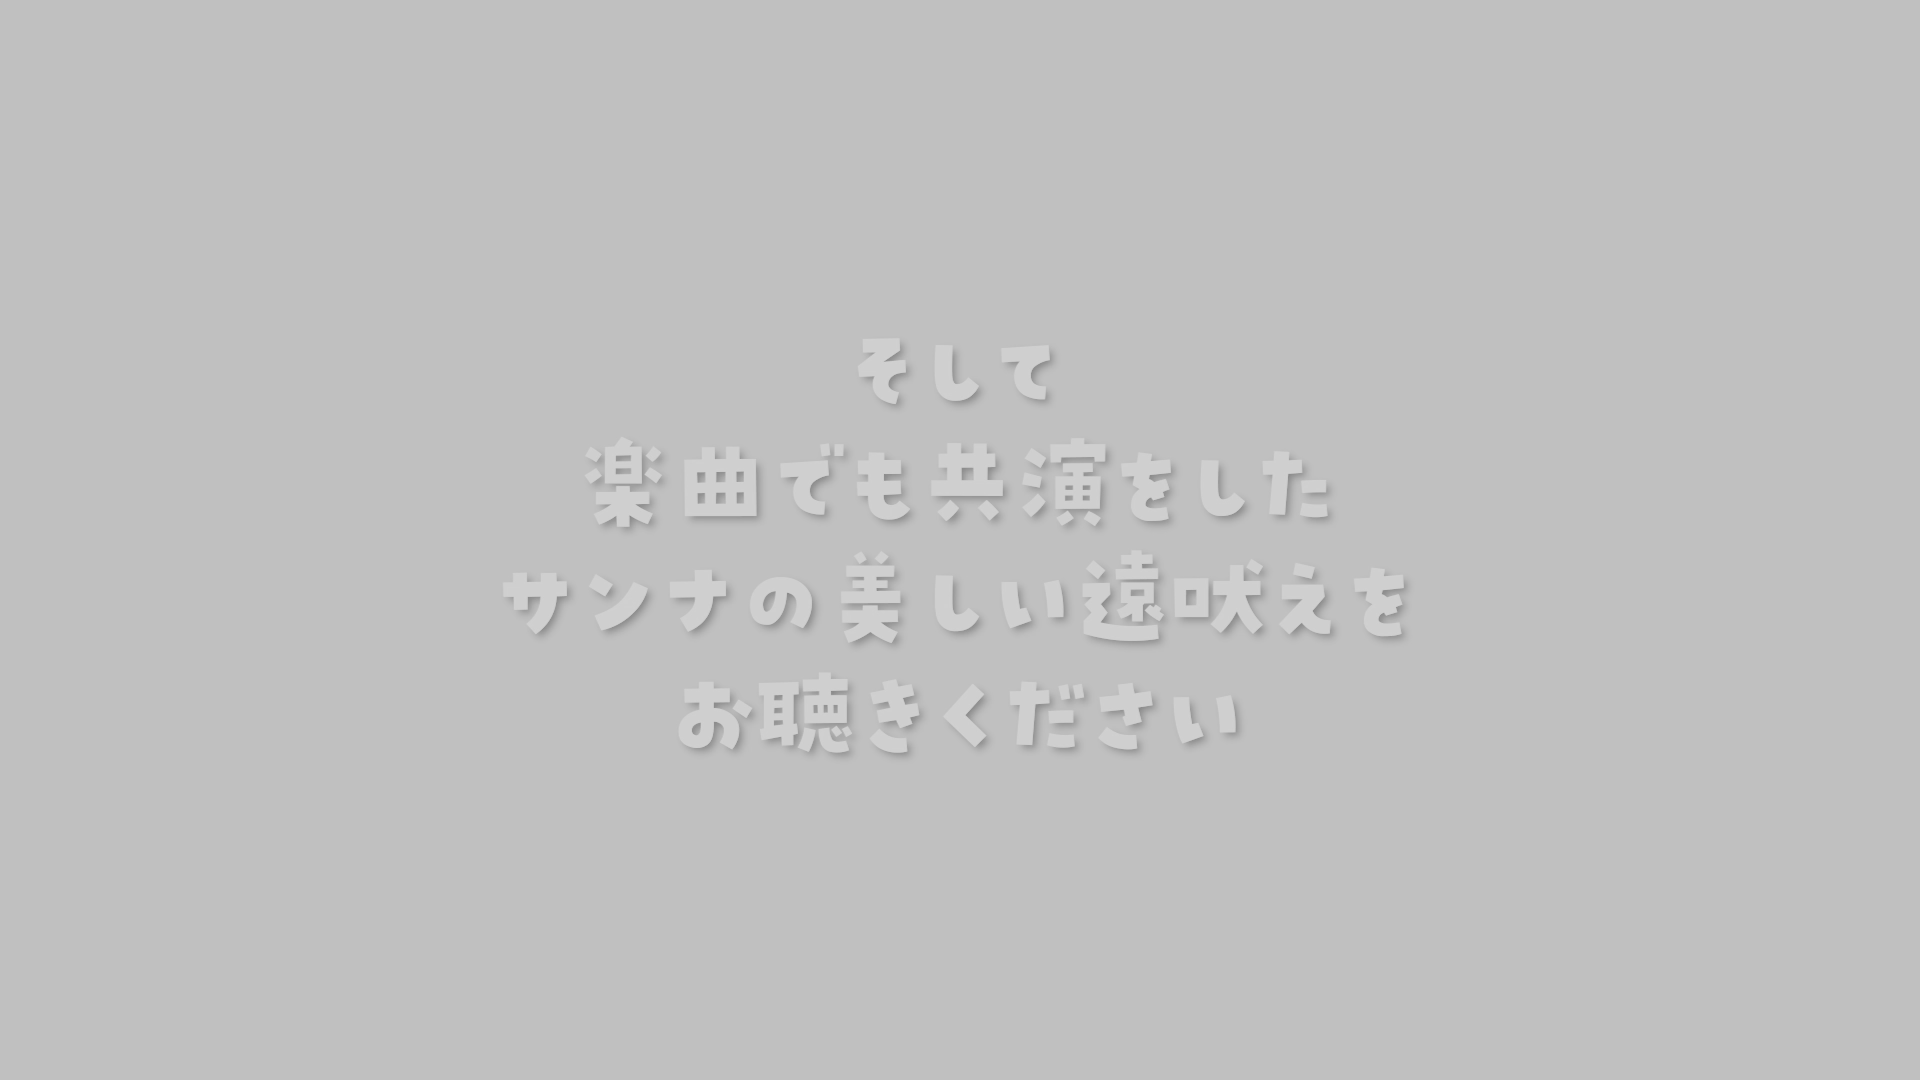 そして
楽曲でも共演をした
サンナの美しい遠吠えを
お聴きください